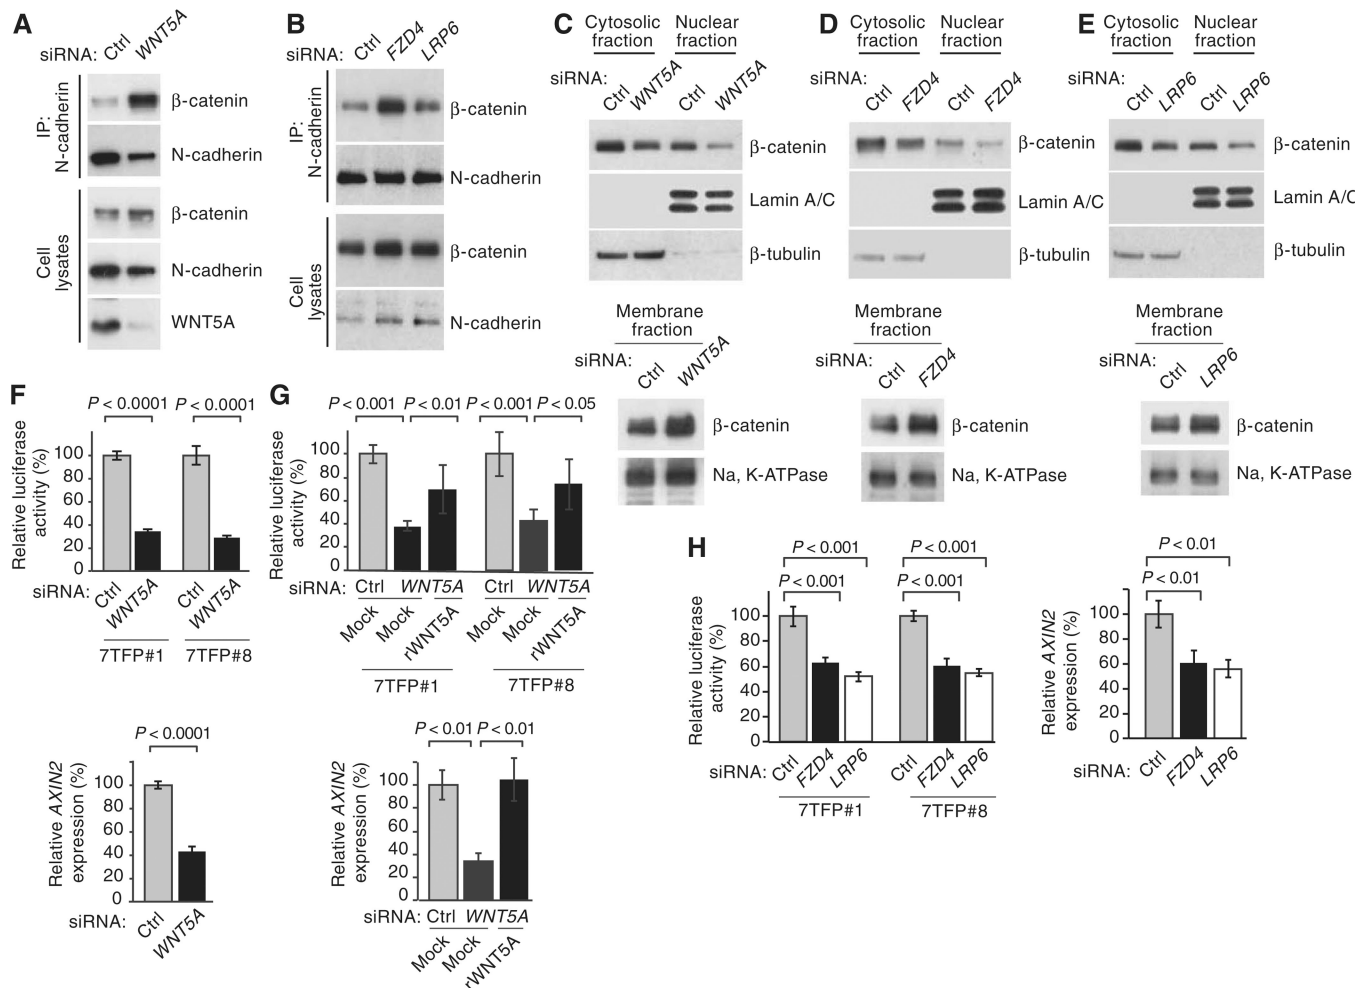 A
siRNA: Ctrl WNT5A
IP: N-cadherin
β-catenin
N-cadherin
Cell lysates
β-catenin
N-cadherin
WNT5A
B
siRNA: Ctrl FZD4 LRP6
IP: N-cadherin
β-catenin
N-cadherin
Cell lysates
β-catenin
N-cadherin
C
Cytosolic fraction
Nuclear fraction
siRNA: Ctrl WNT5A Ctrl WNT5A
β-catenin
Lamin A/C
β-tubulin
Membrane fraction
siRNA: Ctrl WNT5A
β-catenin
Na, K-ATPase
D
Cytosolic fraction
Nuclear fraction
siRNA: Ctrl FZD4 Ctrl FZD4
β-catenin
Lamin A/C
β-tubulin
Membrane fraction
siRNA: Ctrl FZD4
β-catenin
Na, K-ATPase
E
Cytosolic fraction
Nuclear fraction
siRNA: Ctrl LRP6 Ctrl LRP6
β-catenin
Lamin A/C
β-tubulin
Membrane fraction
siRNA: Ctrl LRP6
β-catenin
Na, K-ATPase
F
P < 0.0001 P < 0.0001
Relative luciferase activity (%)
100
80
60
40
20
0
siRNA: Ctrl WNT5A Ctrl WNT5A
7TFP#1 7TFP#8
P < 0.0001
Relative AXIN2 expression (%)
100
80
60
40
20
0
siRNA: Ctrl WNT5A
G
P < 0.001 P < 0.01 P < 0.001 P < 0.05
Relative luciferase activity (%)
100
80
60
40
20
0
siRNA: Ctrl WNT5A Ctrl WNT5A
Mock Mock rWNT5A Mock Mock rWNT5A
7TFP#1 7TFP#8
P < 0.01 P < 0.01
Relative AXIN2 expression (%)
100
80
60
40
20
0
siRNA: Ctrl WNT5A
Mock Mock rWNT5A
H
P < 0.001 P < 0.001
P < 0.001 P < 0.001
Relative luciferase activity (%)
100
80
60
40
20
0
siRNA: Ctrl FZD4 LRP6 Ctrl FZD4 LRP6
7TFP#1 7TFP#8
P < 0.01
P < 0.01
Relative AXIN2 expression (%)
120
100
80
60
40
20
0
siRNA: Ctrl FZD4 LRP6